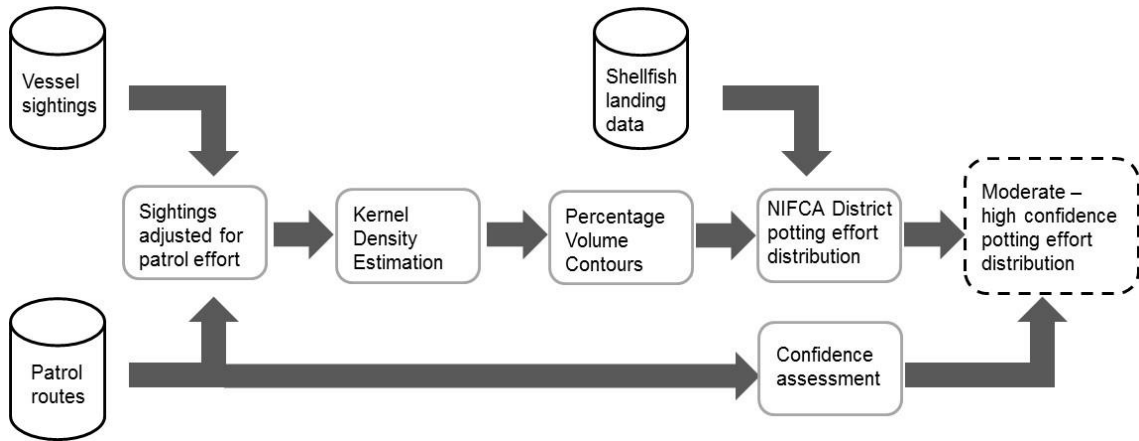 Vessel
sightings
Shellfish
landing
data
Sightings
adjusted for
patrol effort
Kernel
Density
Estimation
Percentage
Volume
Contours
NIFCA District
potting effort
distribution
Moderate –
high confidence
potting effort
distribution
Patrol
routes
Confidence
assessment